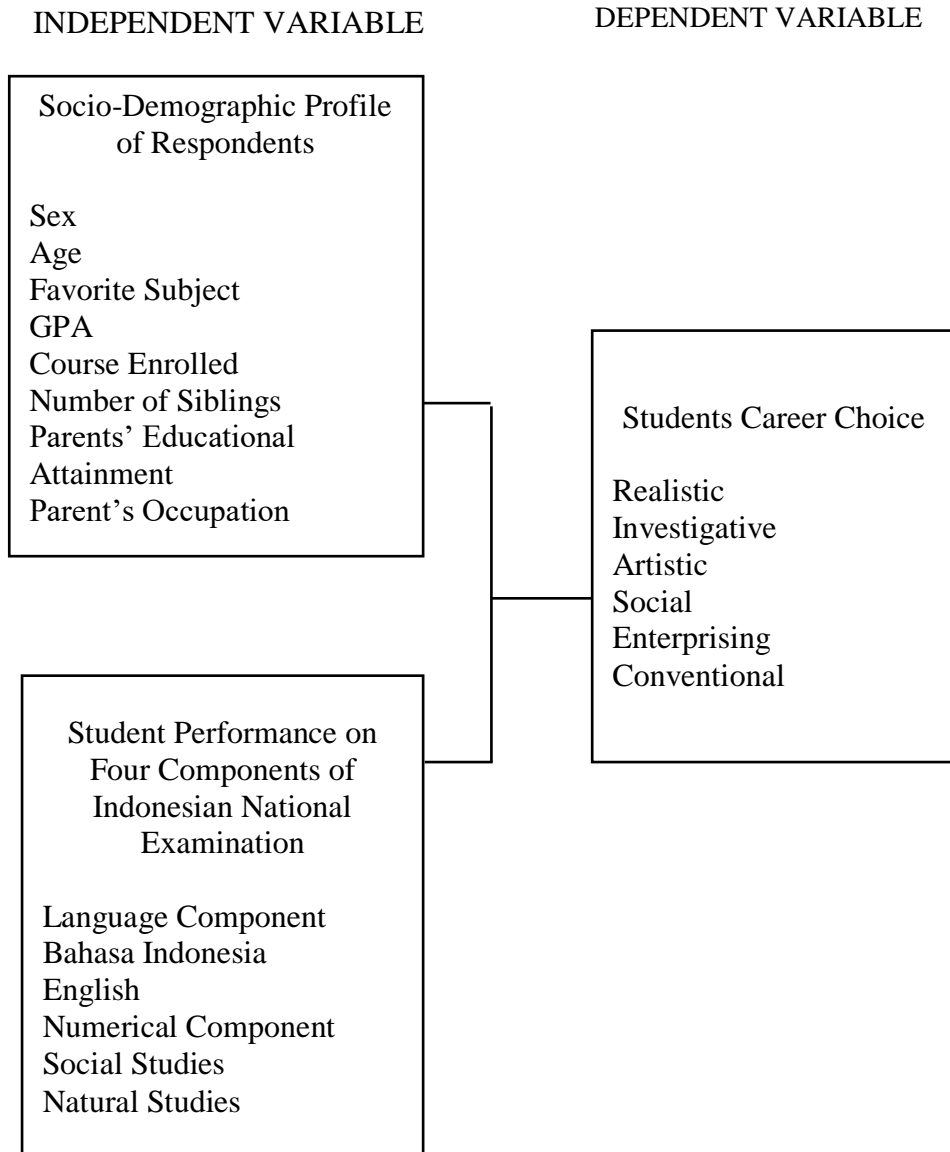 INDEPENDENT VARIABLE
DEPENDENT VARIABLE
Socio-Demographic Profile
of Respondents
Sex
Age
Favorite Subject
GPA
Course Enrolled
Number of Siblings
Parents’ Educational
Attainment
Parent’s Occupation
Students Career Choice
Realistic
Investigative
Artistic
Social
Enterprising
Conventional
Student Performance on
Four Components of
Indonesian National
Examination
Language Component
Bahasa Indonesia
English
Numerical Component
Social Studies
Natural Studies